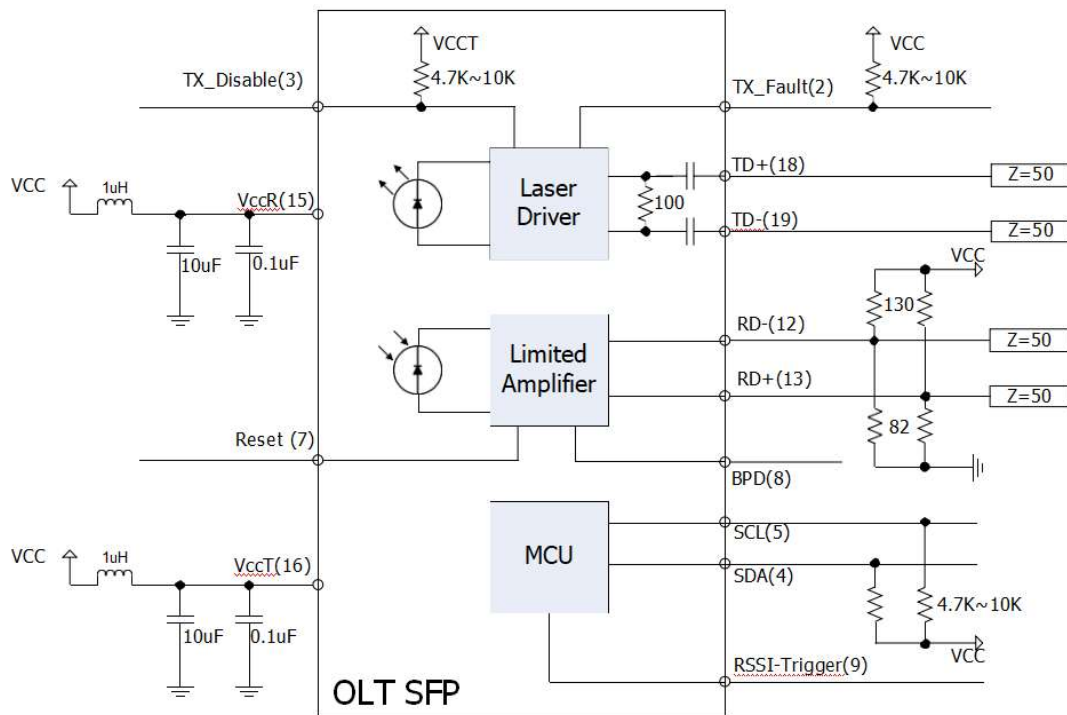 VCCT
4.7K~10K
VCC
4.7K~10K
TX_Disable(3)
TX_Fault(2)
VCC
1uH
VccR(15)
10uF
0.1uF
Laser
Driver
100
TD+(18)
Z=50
TD-(19)
Z=50
VCC
130
Limited
Amplifier
RD-(12)
Z=50
RD+(13)
Z=50
82
Reset (7)
BPD(8)
MCU
SCL(5)
SDA(4)
4.7K~10K
VCC
RSSI-Trigger(9)
VCC
1uH
VccT(16)
10uF
0.1uF
OLT SFP